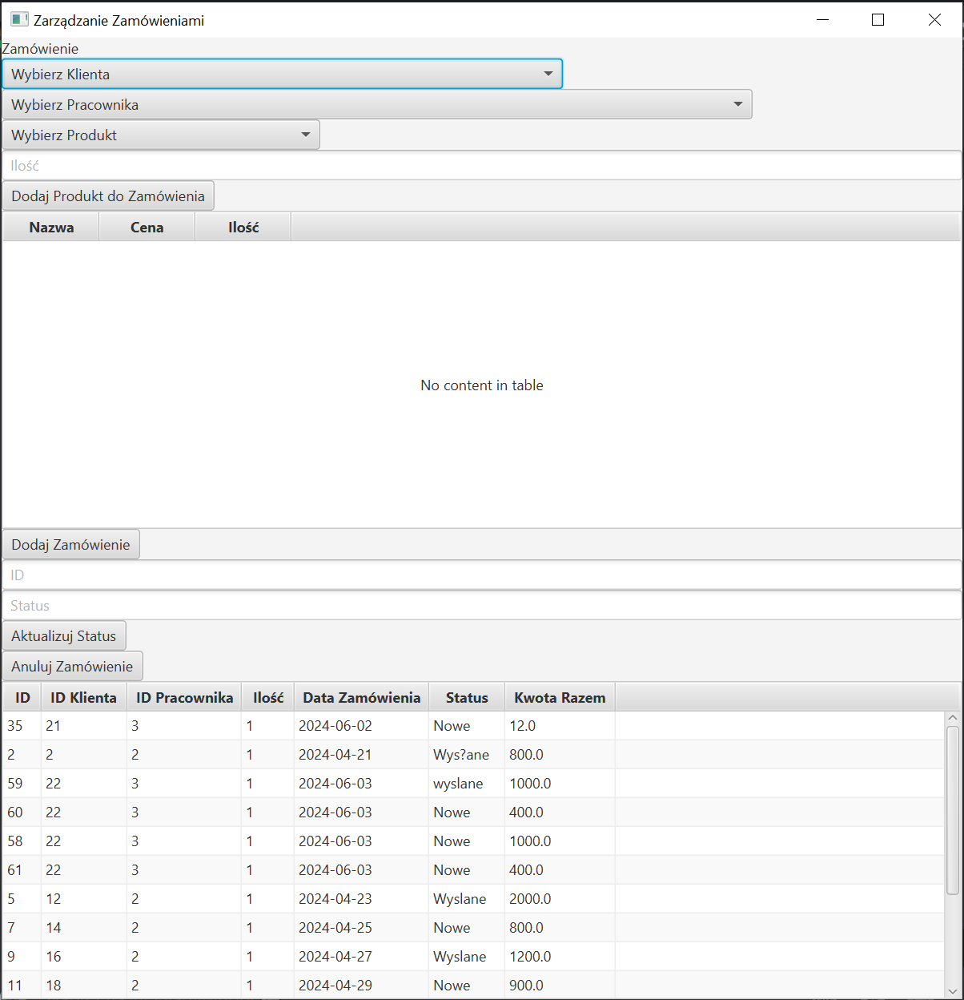 Zarządzanie Zamówieniami
Zamówienie
Wybierz Klienta
Wybierz Pracownika
Wybierz Produkt
Ilość
Dodaj Produkt do Zamówienia
Nazwa Cena Ilość
No content in table
Dodaj Zamówienie
ID
Status
Aktualizuj Status
Anuluj Zamówienie
ID ID Klienta ID Pracownika Ilość Data Zamówienia Status Kwota Razem
35 21 3 1 2024-06-02 Nowe 12.0
2 2 2 1 2024-04-21 Wys?ane 800.0
59 22 3 1 2024-06-03 wyslane 1000.0
60 22 3 1 2024-06-03 Nowe 400.0
58 22 3 1 2024-06-03 Nowe 1000.0
61 22 3 1 2024-06-03 Nowe 400.0
5 12 2 1 2024-04-23 Wyslane 2000.0
7 14 2 1 2024-04-25 Nowe 800.0
9 16 2 1 2024-04-27 Wyslane 1200.0
11 18 2 1 2024-04-29 Nowe 900.0